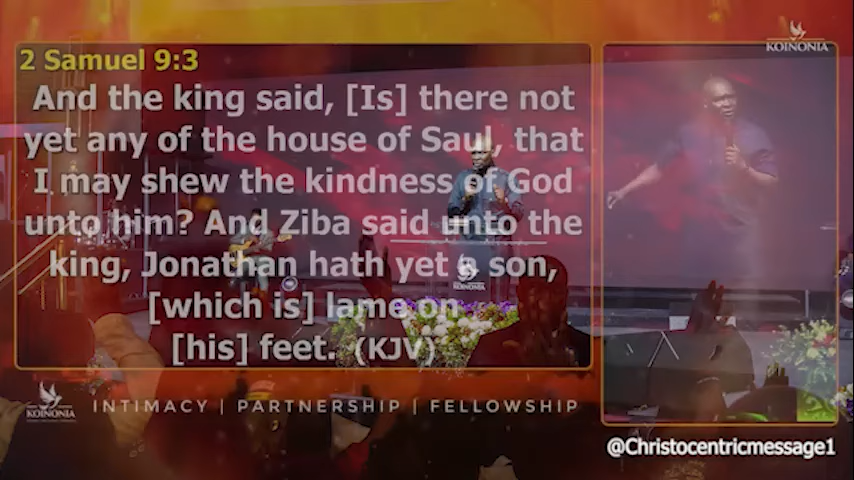 KOINONIA
2 Samuel 9:3
And the king said, [Is] there not
yet any of the house of Saul, that
I may shew the kindness of God
unto him? And Ziba said unto the
king, Jonathan hath yet a son,
[which is] lame on
[his] feet. (KJV)
KOINONIA
KOINONIA
INTIMACY | PARTNERSHIP | FELLOWSHIP
@Christocentricmessage1